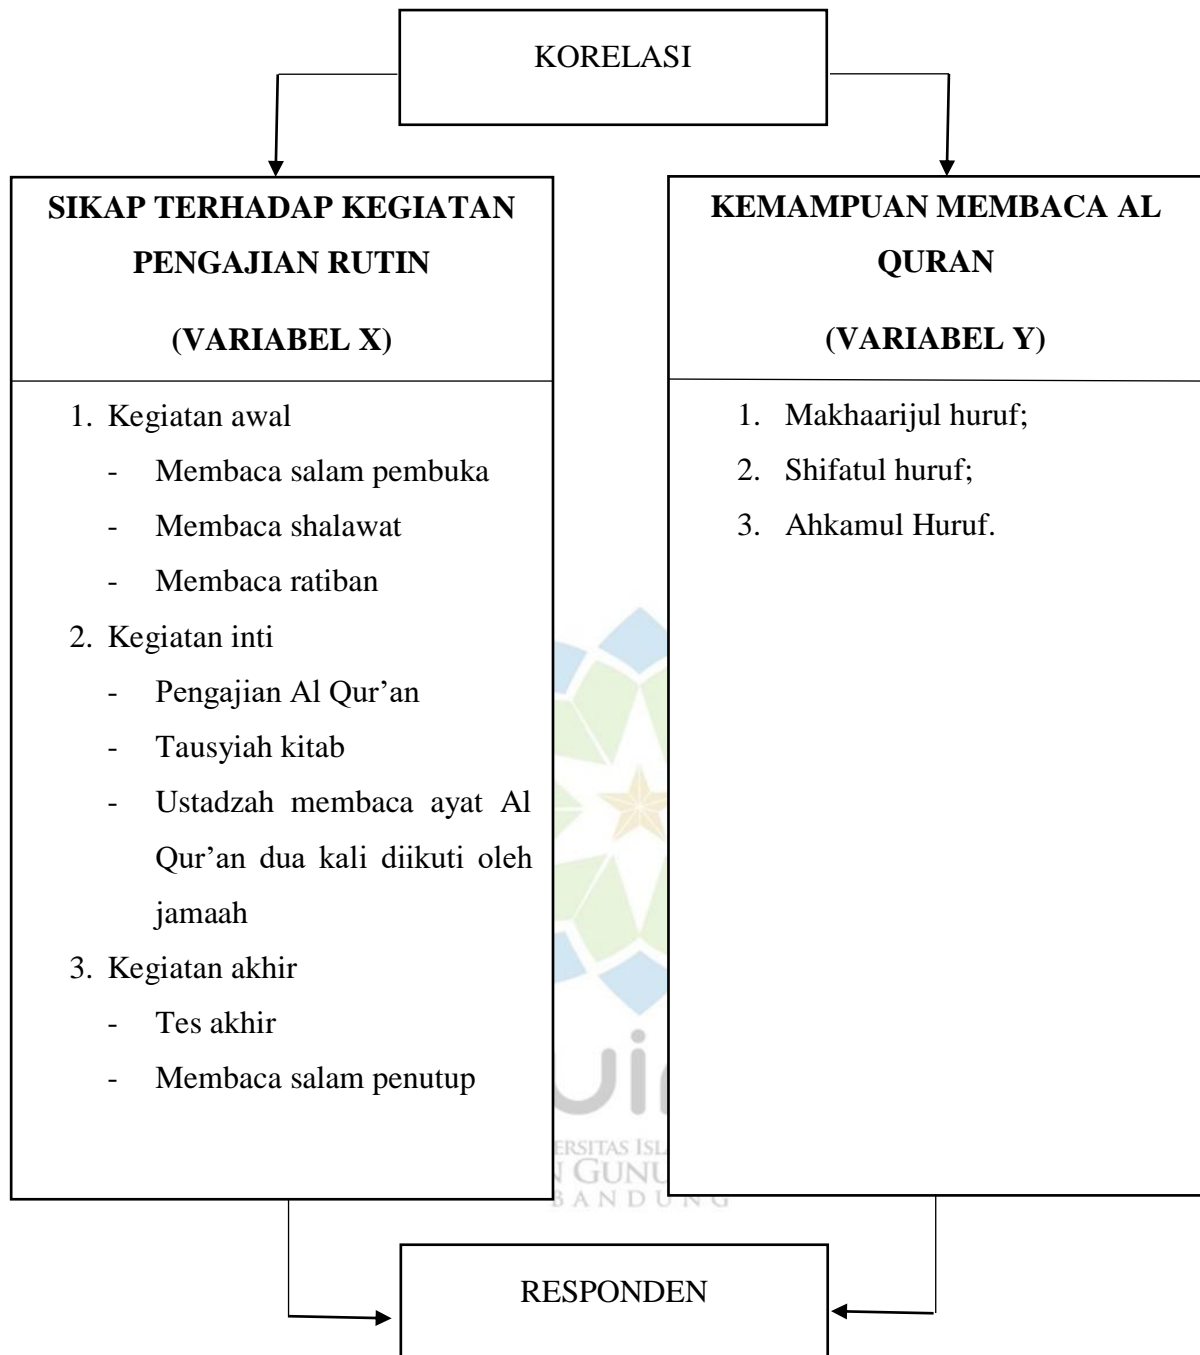 KORELASI
SIKAP TERHADAP KEGIATAN
PENGAJIAN RUTIN
(VARIABEL X)
1. Kegiatan awal
- Membaca salam pembuka
- Membaca shalawat
- Membaca ratiban
2. Kegiatan inti
- Pengajian Al Qur’an
- Tausyiah kitab
- Ustadzah membaca ayat Al
Qur’an dua kali diikuti oleh
jamaah
3. Kegiatan akhir
- Tes akhir
- Membaca salam penutup
KEMAMPUAN MEMBACA AL
QURAN
(VARIABEL Y)
1. Makhaarijul huruf;
2. Shifatul huruf;
3. Ahkamul Huruf.
BANDUNG
RESPONDEN